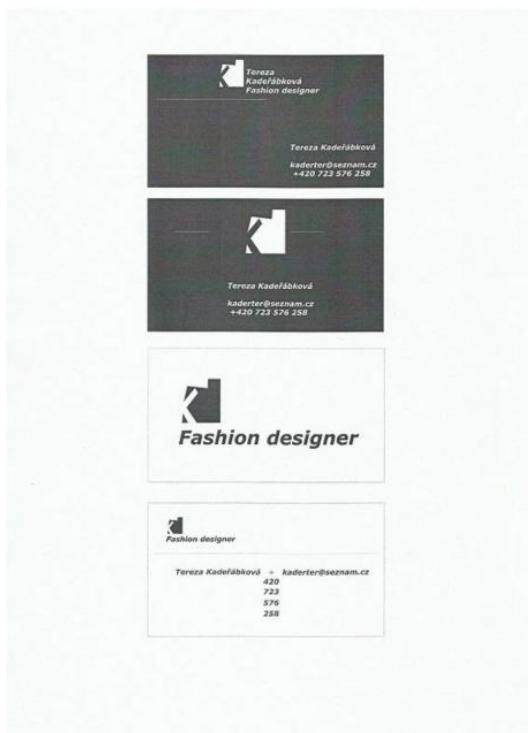 Tereza
Kadeřábková
Fashion designer
Tereza Kadeřábková
kaderter@seznam.cz
+420 723 576 258
Tereza Kadeřábková
kaderter@seznam.cz
+420 723 576 258
Fashion designer
Fashion designer
Tereza Kadeřábková + kaderter@seznam.cz
420
723
576
258